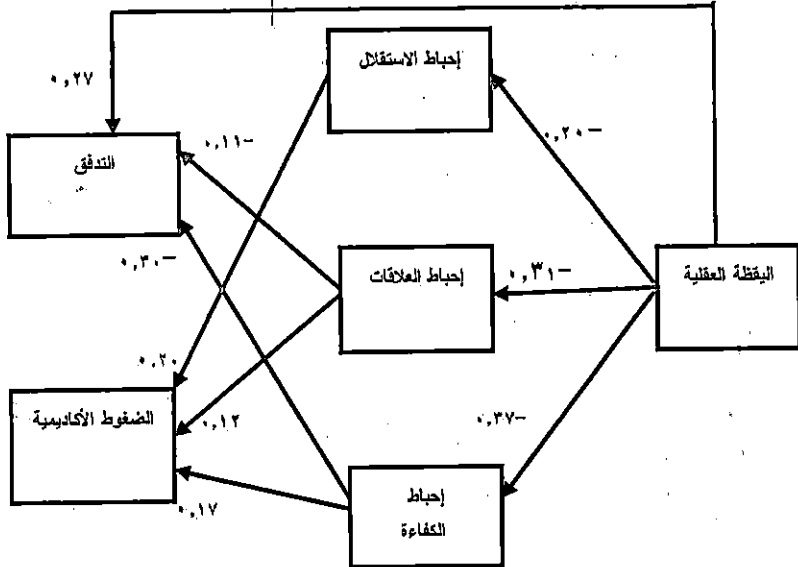 إحباط الاستقلال
٠,٢٧
-٠,٢٠
-٠,١١
التدفق
إحباط العلاقات
اليقظة العقلية
-٠,٣١
-٠,٣٠
٠,٢٠
الضغوط الأكاديمية
٠,١٢
-٠,٣٧
إحباط
الكفاءة
٠,١٧